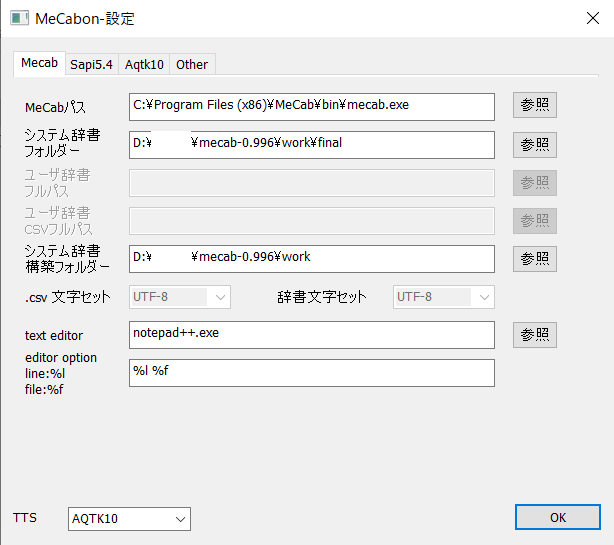 MeCabon-設定
Mecab Sapi5.4 Aqtk10 Other
MeCabパス C:¥Program Files (x86)¥MeCab¥bin¥mecab.exe 参照
システム辞書
フォルダー D:¥ ¥mecab-0.996¥work¥final 参照
ユーザ辞書
フルパス 参照
ユーザ辞書
CSVフルパス 参照
システム辞書
構築フォルダー D:¥ ¥mecab-0.996¥work 参照
.csv 文字セット UTF-8 辞書文字セット UTF-8
text editor notepad++.exe 参照
editor option
line:%l %l %f
file:%f
TTS AQTK10 OK